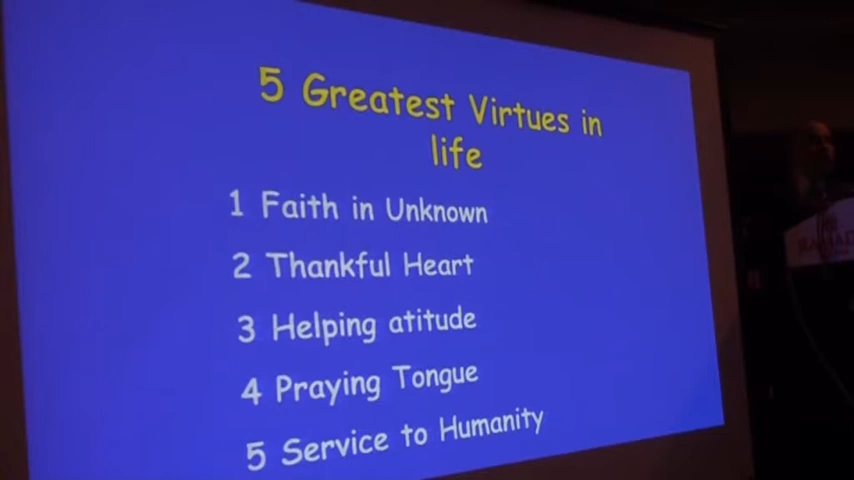 5 Greatest Virtues in
life
1 Faith in Unknown
2 Thankful Heart
3 Helping atitude
4 Praying Tongue
5 Service to Humanity